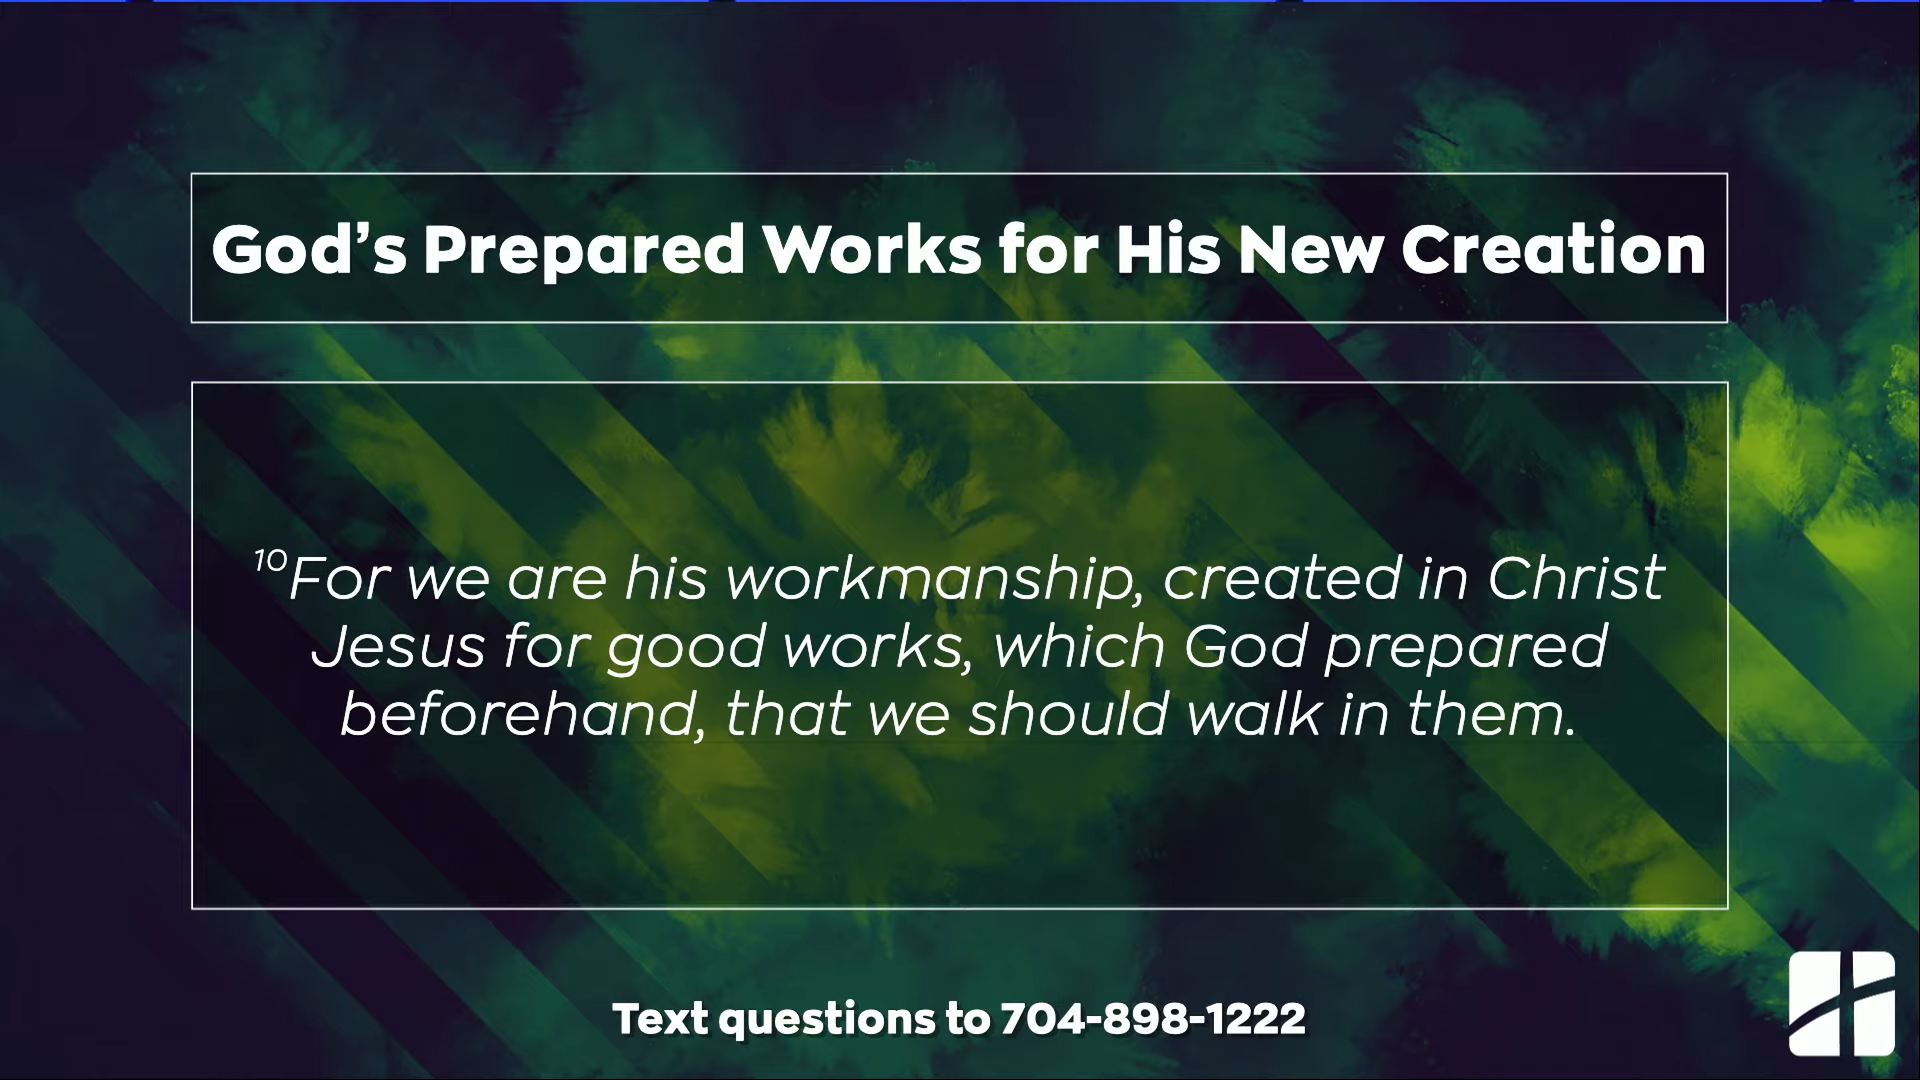 God’s Prepared Works for His New Creation
¹⁰For we are his workmanship, created in Christ
Jesus for good works, which God prepared
beforehand, that we should walk in them.
Text questions to 704-898-1222